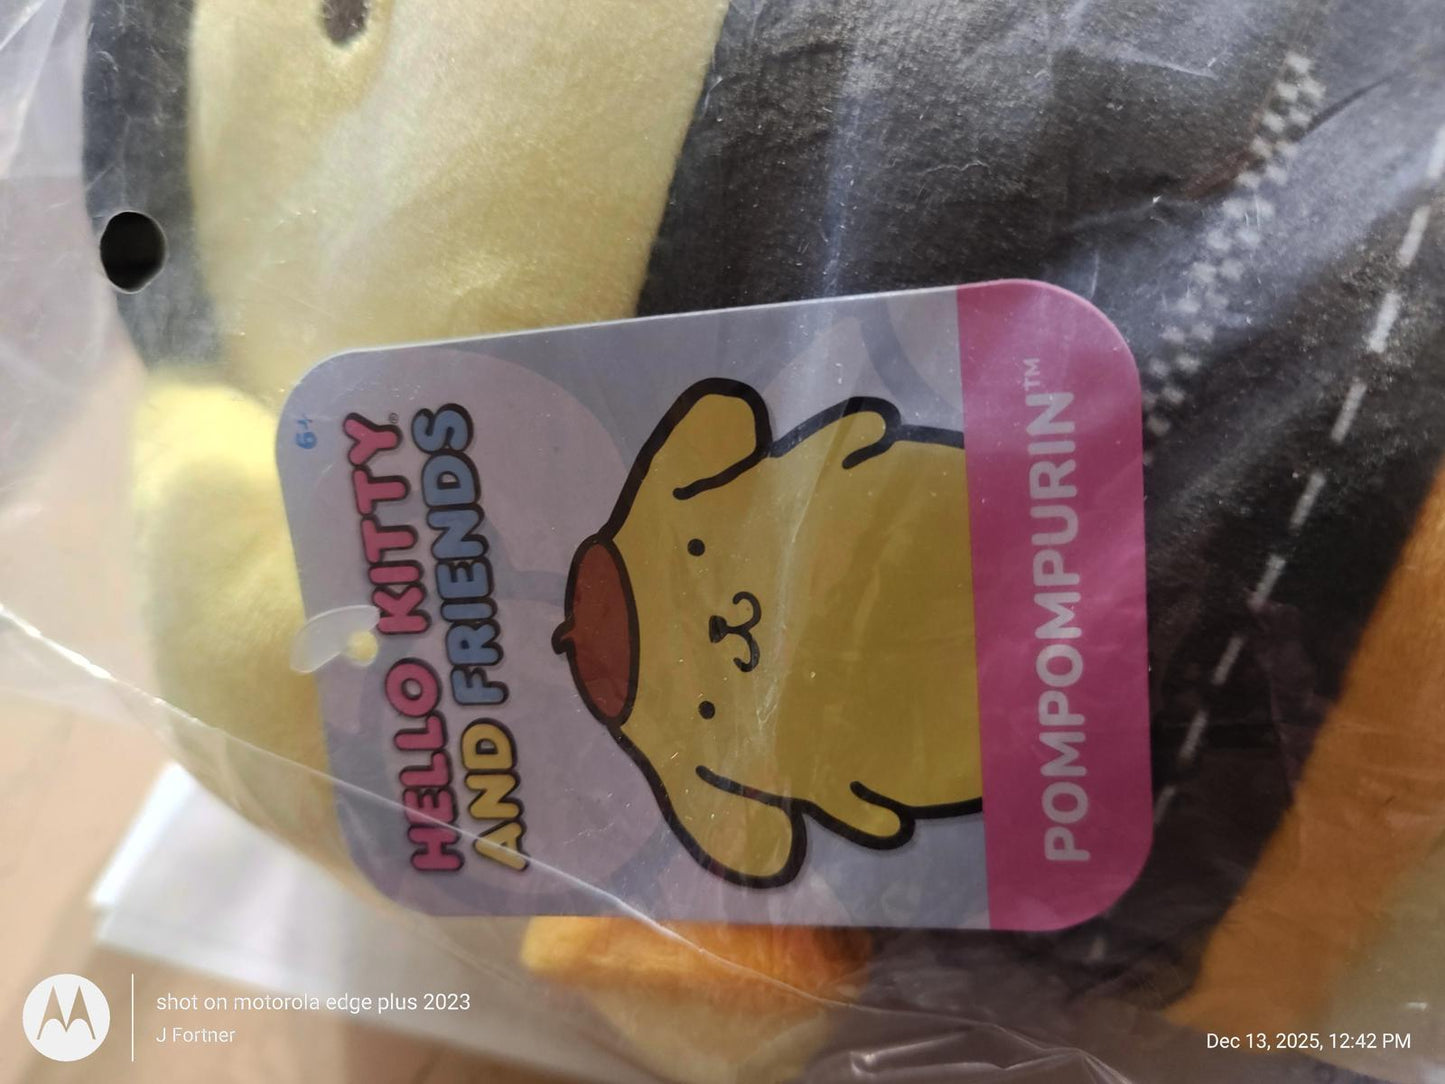 6+
HELLO KITTY®
AND FRIENDS
POMPOMPURIN™
shot on motorola edge plus 2023
J Fortner
Dec 13, 2025, 12:42 PM